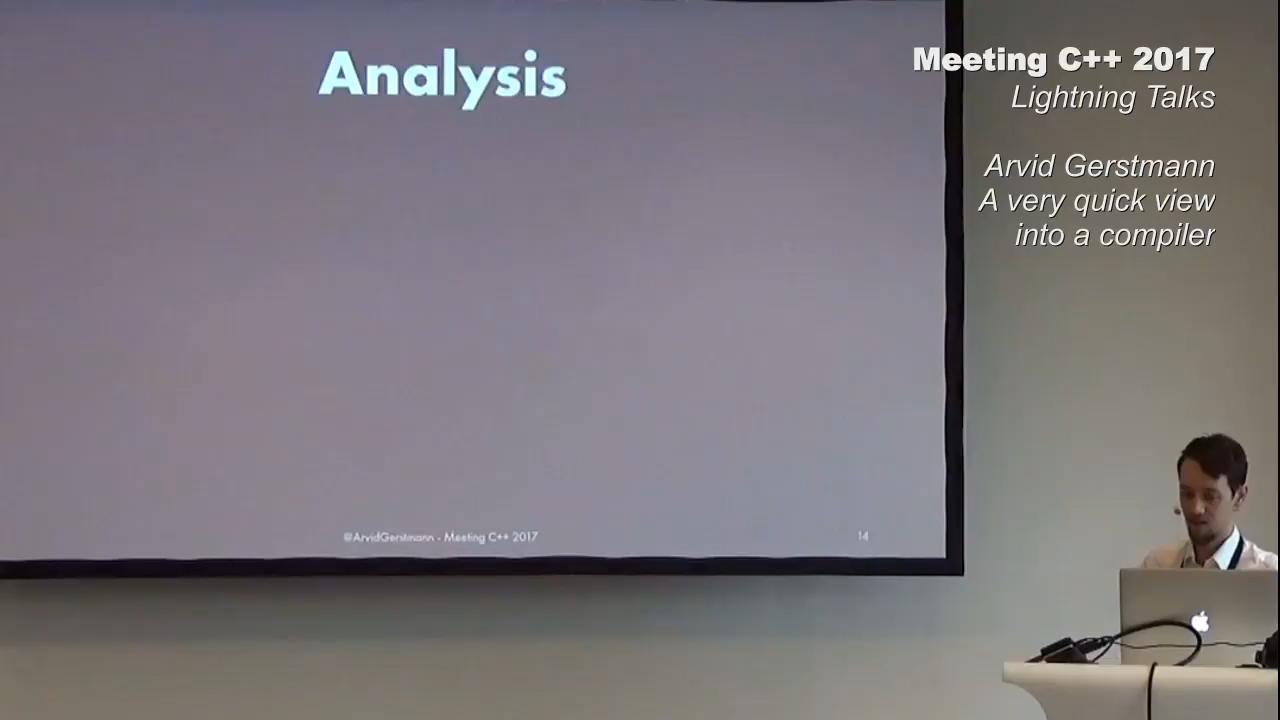 Analysis
@ArvidGerstmann - Meeting C++ 2017
14
Meeting C++ 2017
Lightning Talks
Arvid Gerstmann
A very quick view
into a compiler